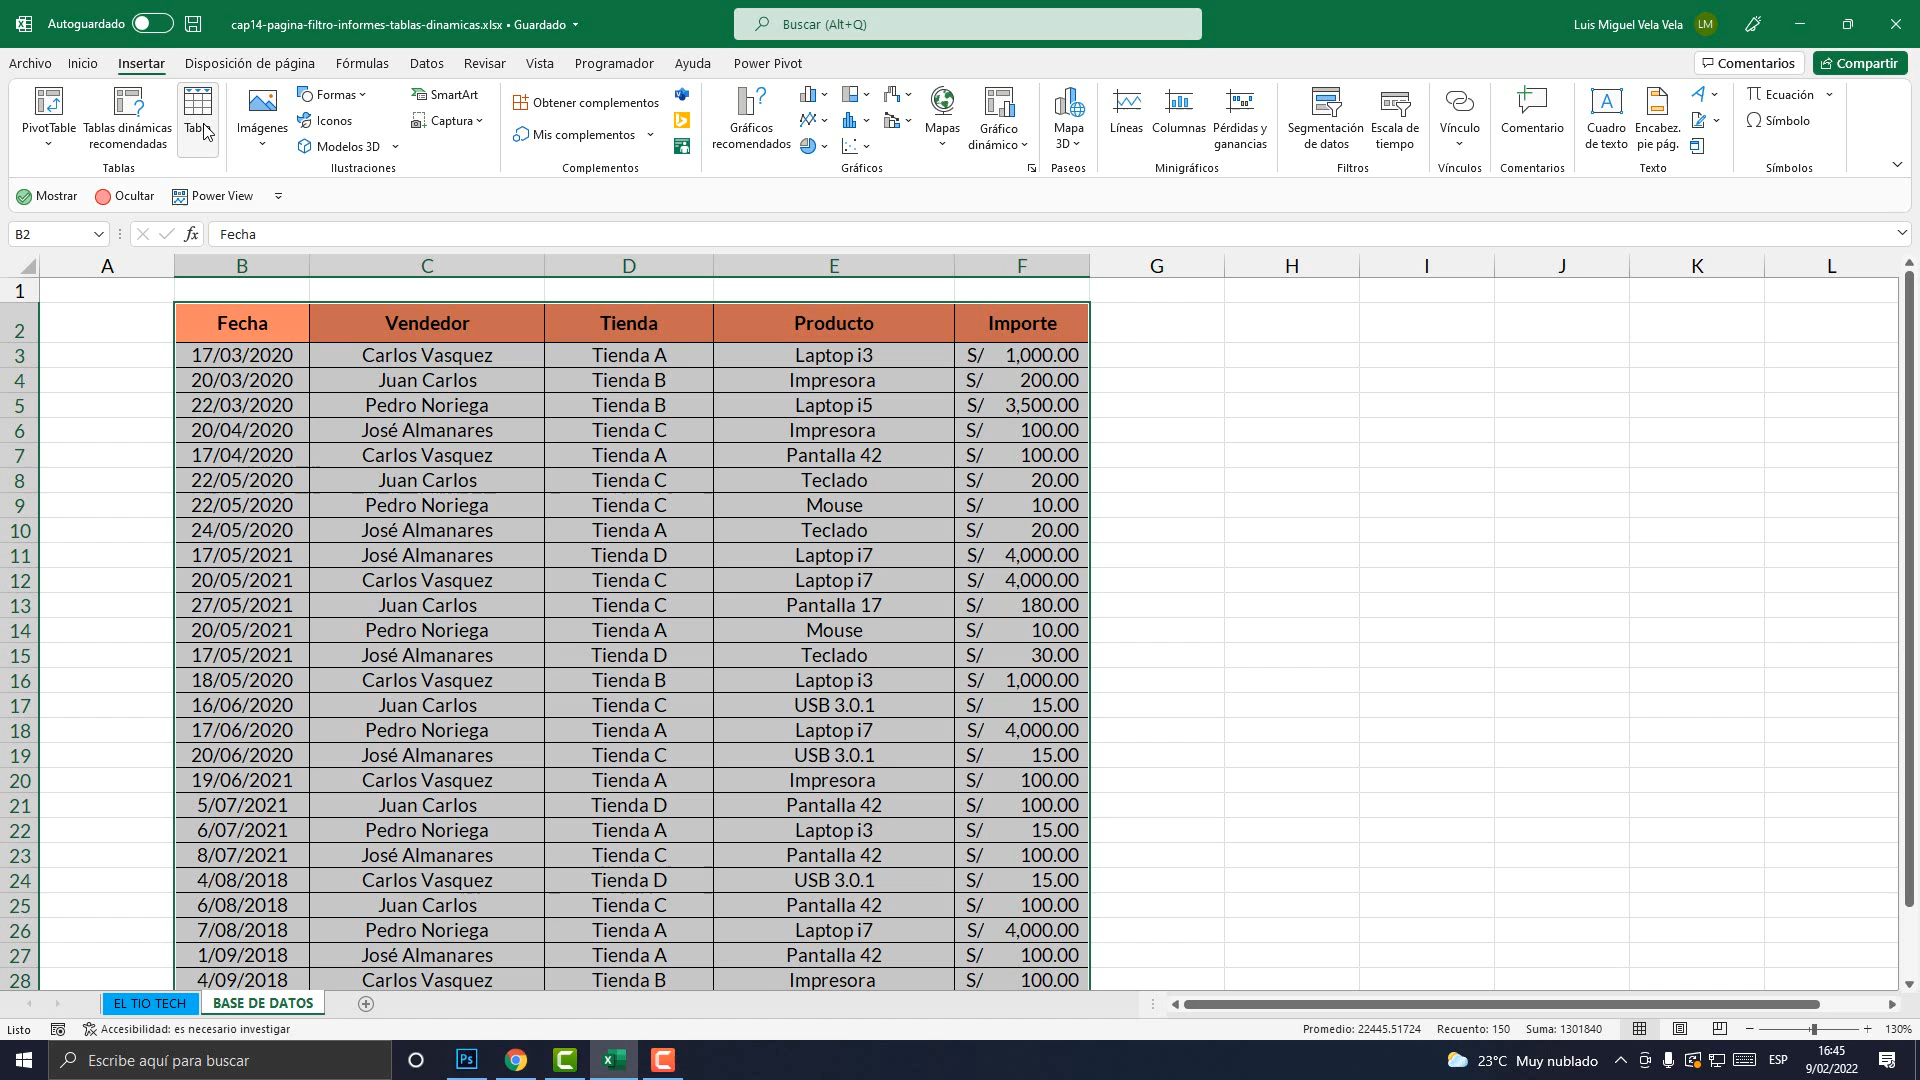 Autoguardado
cap14-pagina-filtro-informes-tablas-dinamicas.xlsx • Guardado
Buscar (Alt+Q)
Luis Miguel Vela Vela
LM
Archivo Inicio Insertar Disposición de página Fórmulas Datos Revisar Vista Programador Ayuda Power Pivot
Comentarios
Compartir
PivotTable
Tablas dinámicas recomendadas
Tabla
Tablas
Imágenes
Formas
Iconos
Modelos 3D
SmartArt
Captura
Ilustraciones
Obtener complementos
Mis complementos
Complementos
Gráficos recomendados
Mapas
Gráfico dinámico
Gráficos
Mapa 3D
Paseos
Líneas
Columnas
Pérdidas y ganancias
Minigráficos
Segmentación de datos
Escala de tiempo
Filtros
Vínculo
Vínculos
Comentario
Comentarios
Cuadro de texto
Encabez. pie pág.
Texto
Ecuación
Símbolo
Símbolos
Mostrar Ocultar Power View
B2
fx
Fecha
A B C D E F G H I J K L
1
2 Fecha Vendedor Tienda Producto Importe
3 17/03/2020 Carlos Vasquez Tienda A Laptop i3 S/ 1,000.00
4 20/03/2020 Juan Carlos Tienda B Impresora S/ 200.00
5 22/03/2020 Pedro Noriega Tienda B Laptop i5 S/ 3,500.00
6 20/04/2020 José Almanares Tienda C Impresora S/ 100.00
7 17/04/2020 Carlos Vasquez Tienda A Pantalla 42 S/ 100.00
8 22/05/2020 Juan Carlos Tienda C Teclado S/ 20.00
9 22/05/2020 Pedro Noriega Tienda C Mouse S/ 10.00
10 24/05/2020 José Almanares Tienda A Teclado S/ 20.00
11 17/05/2021 José Almanares Tienda D Laptop i7 S/ 4,000.00
12 20/05/2021 Carlos Vasquez Tienda C Laptop i7 S/ 4,000.00
13 27/05/2021 Juan Carlos Tienda C Pantalla 17 S/ 180.00
14 20/05/2021 Pedro Noriega Tienda A Mouse S/ 10.00
15 17/05/2021 José Almanares Tienda D Teclado S/ 30.00
16 18/05/2020 Carlos Vasquez Tienda B Laptop i3 S/ 1,000.00
17 16/06/2020 Juan Carlos Tienda C USB 3.0.1 S/ 15.00
18 17/06/2020 Pedro Noriega Tienda A Laptop i7 S/ 4,000.00
19 20/06/2020 José Almanares Tienda C USB 3.0.1 S/ 15.00
20 19/06/2021 Carlos Vasquez Tienda A Impresora S/ 100.00
21 5/07/2021 Juan Carlos Tienda D Pantalla 42 S/ 100.00
22 6/07/2021 Pedro Noriega Tienda A Laptop i3 S/ 15.00
23 8/07/2021 José Almanares Tienda C Pantalla 42 S/ 100.00
24 4/08/2018 Carlos Vasquez Tienda D USB 3.0.1 S/ 15.00
25 6/08/2018 Juan Carlos Tienda C Pantalla 42 S/ 100.00
26 7/08/2018 Pedro Noriega Tienda A Laptop i7 S/ 4,000.00
27 1/09/2018 José Almanares Tienda A Pantalla 42 S/ 100.00
28 4/09/2018 Carlos Vasquez Tienda B Impresora S/ 100.00
EL TIO TECH BASE DE DATOS
Listo Accesibilidad: es necesario investigar Promedio: 22445.51724 Recuento: 150 Suma: 1301840 130%
Escribe aquí para buscar
Ps
23°C Muy nublado
ESP
16:45
9/02/2022